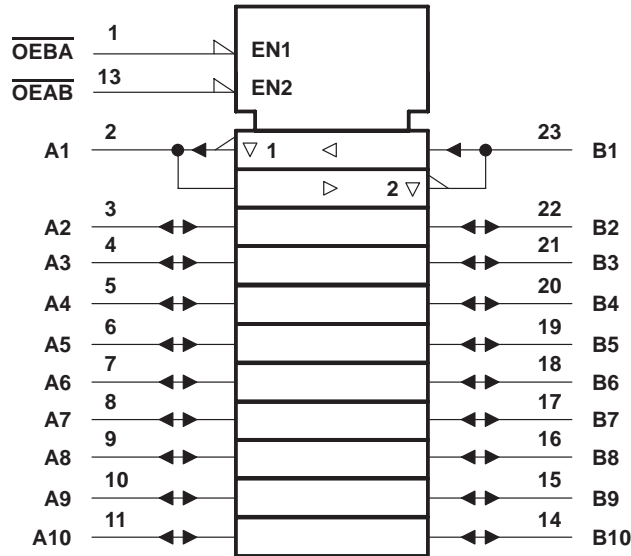 OEBA 1 EN1
OEAB 13 EN2
A1 2 1 2 23 B1
A2 3 22 B2
A3 4 21 B3
A4 5 20 B4
A5 6 19 B5
A6 7 18 B6
A7 8 17 B7
A8 9 16 B8
A9 10 15 B9
A10 11 14 B10